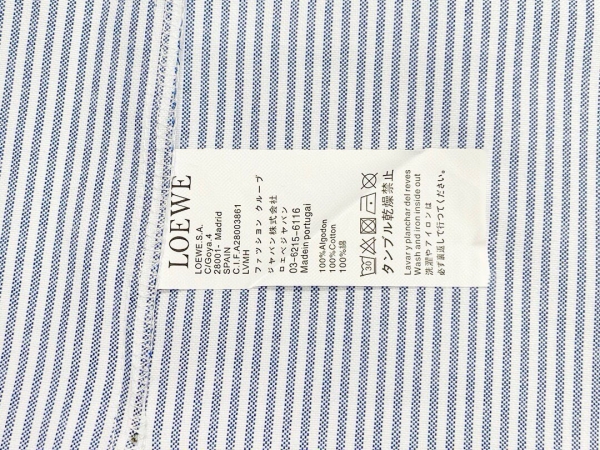 LOEWE
LOEWE S.A.
C/Goya.4
28001- Madrid
SPAIN
C.I.F.A28003861
LVMH
ファッション クループ
ジャパン株式会社
ロエベジャパン
03-6215-6116
Madein portugal
100%Algodon
100%Cotton
100%綿
30
タンブル乾燥禁止
Lavar y planchar del reves
Wash and iron inside out
洗濯やアイロンは
必ず裏返して行つてください。